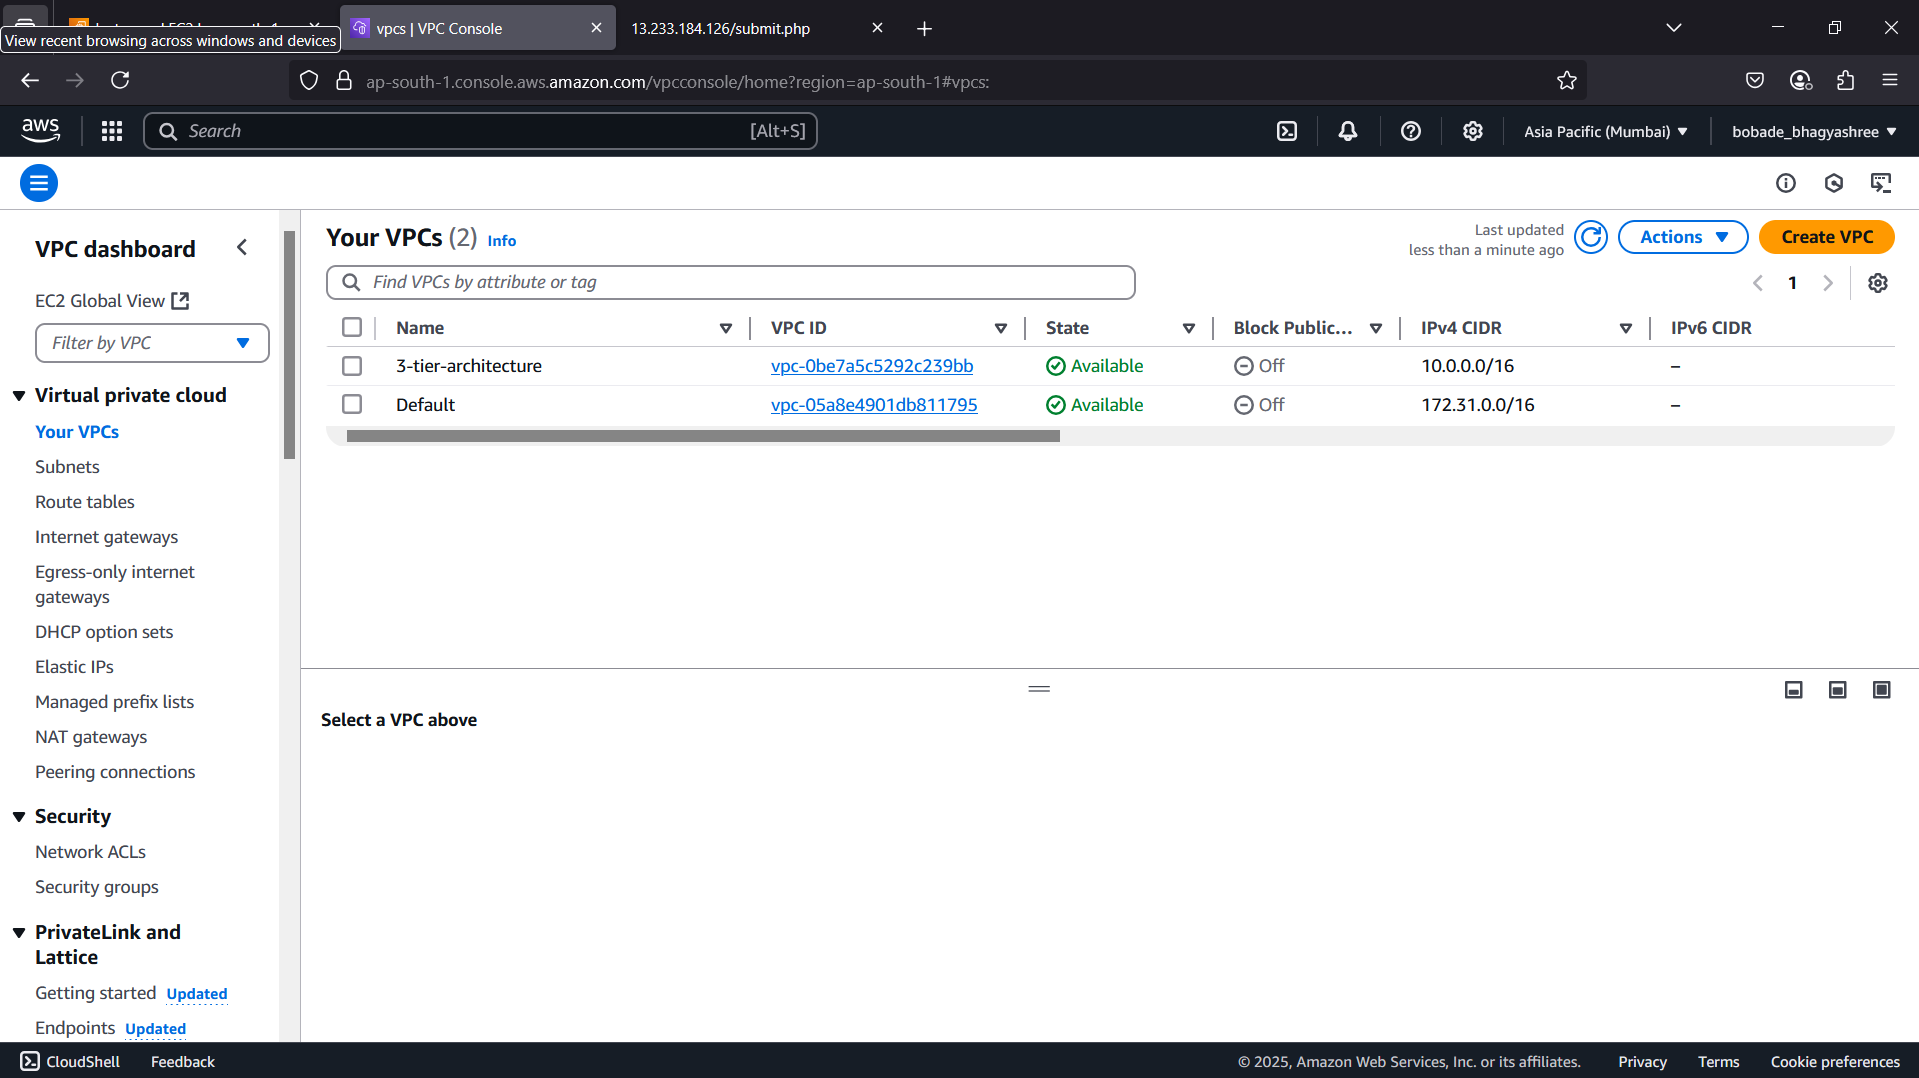 View recent browsing across windows and devices
vpcs | VPC Console
13.233.184.126/submit.php
ap-south-1.console.aws.amazon.com/vpcconsole/home?region=ap-south-1#vpcs:
aws
Search
[Alt+S]
Asia Pacific (Mumbai)
bobade_bhagyashree
VPC dashboard
EC2 Global View
Filter by VPC
Virtual private cloud
Your VPCs
Subnets
Route tables
Internet gateways
Egress-only internet
gateways
DHCP option sets
Elastic IPs
Managed prefix lists
NAT gateways
Peering connections
Security
Network ACLs
Security groups
PrivateLink and
Lattice
Getting started Updated
Endpoints Updated
Your VPCs (2) Info
Last updated
less than a minute ago
Actions
Create VPC
Find VPCs by attribute or tag
1
Name VPC ID State Block Public... IPv4 CIDR IPv6 CIDR
3-tier-architecture vpc-0be7a5c5292c239bb Available Off 10.0.0.0/16 –
Default vpc-05a8e4901db811795 Available Off 172.31.0.0/16 –
Select a VPC above
CloudShell Feedback
© 2025, Amazon Web Services, Inc. or its affiliates. Privacy Terms Cookie preferences